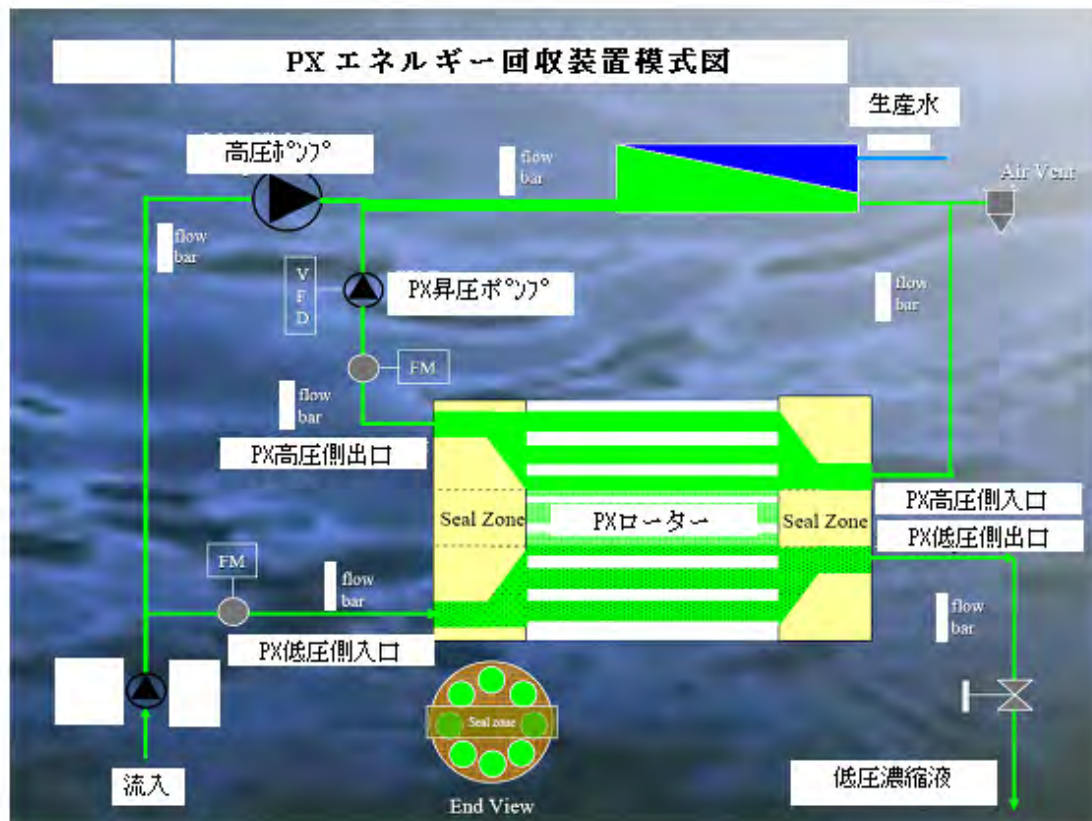 PX エネルギー回収装置模式図
生産水
高圧ポンプ
flow
bar
Air Vent
flow
bar
V
F
D
PX昇圧ポンプ
flow
bar
FM
flow
bar
PX高圧側出口
PX高圧側入口
Seal Zone
PXローター
Seal Zone
PX低圧側出口
FM
flow
bar
flow
bar
PX低圧側入口
Seal zone
流入
低圧濃縮液
End View